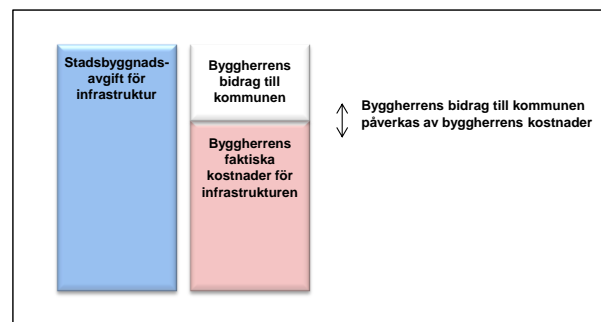 Stadsbyggnads-
avgift för
infrastruktur
Byggherrens
bidrag till
kommunen
Byggherrens
faktiska
kostnader för
infrastrukturen
Byggherrens bidrag till kommunen
påverkas av byggherrens kostnader